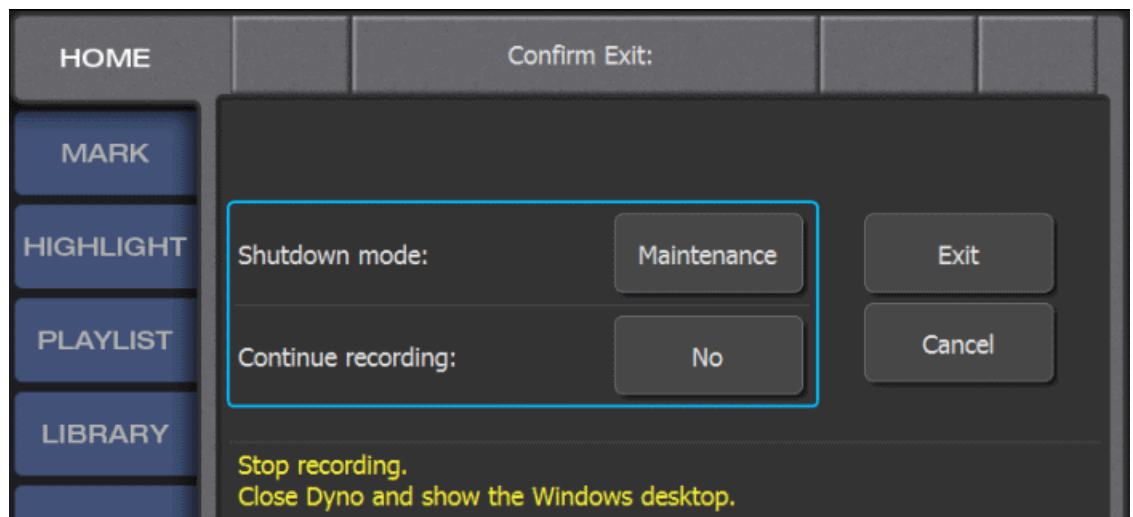 HOME
Confirm Exit:
MARK
HIGHLIGHT
Shutdown mode:
Maintenance
Exit
PLAYLIST
Continue recording:
No
Cancel
LIBRARY
Stop recording.
Close Dyno and show the Windows desktop.